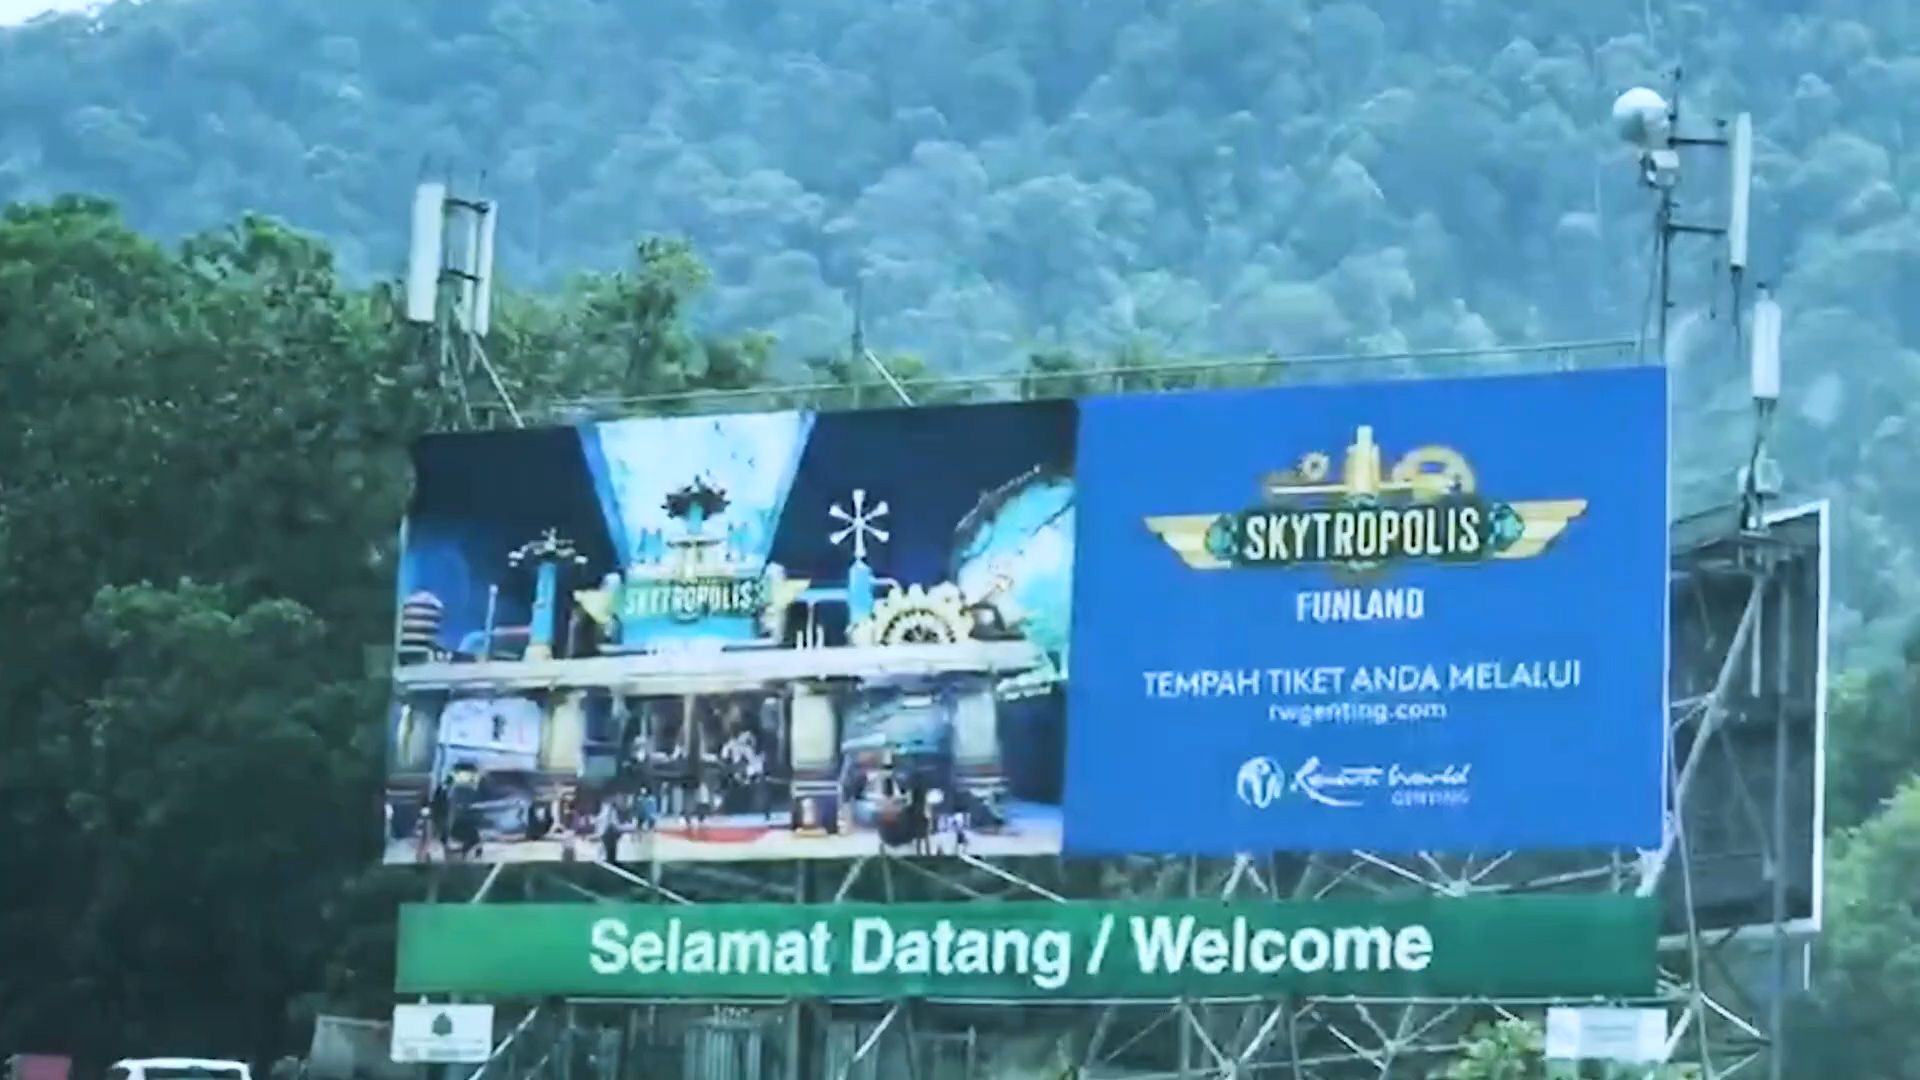 SKYTROPOLIS
SKYTROPOLIS
FUNLAND
TEMPAH TIKET ANDA MELALUI
rwgenting.com
Resorts World
GENTING
Selamat Datang / Welcome